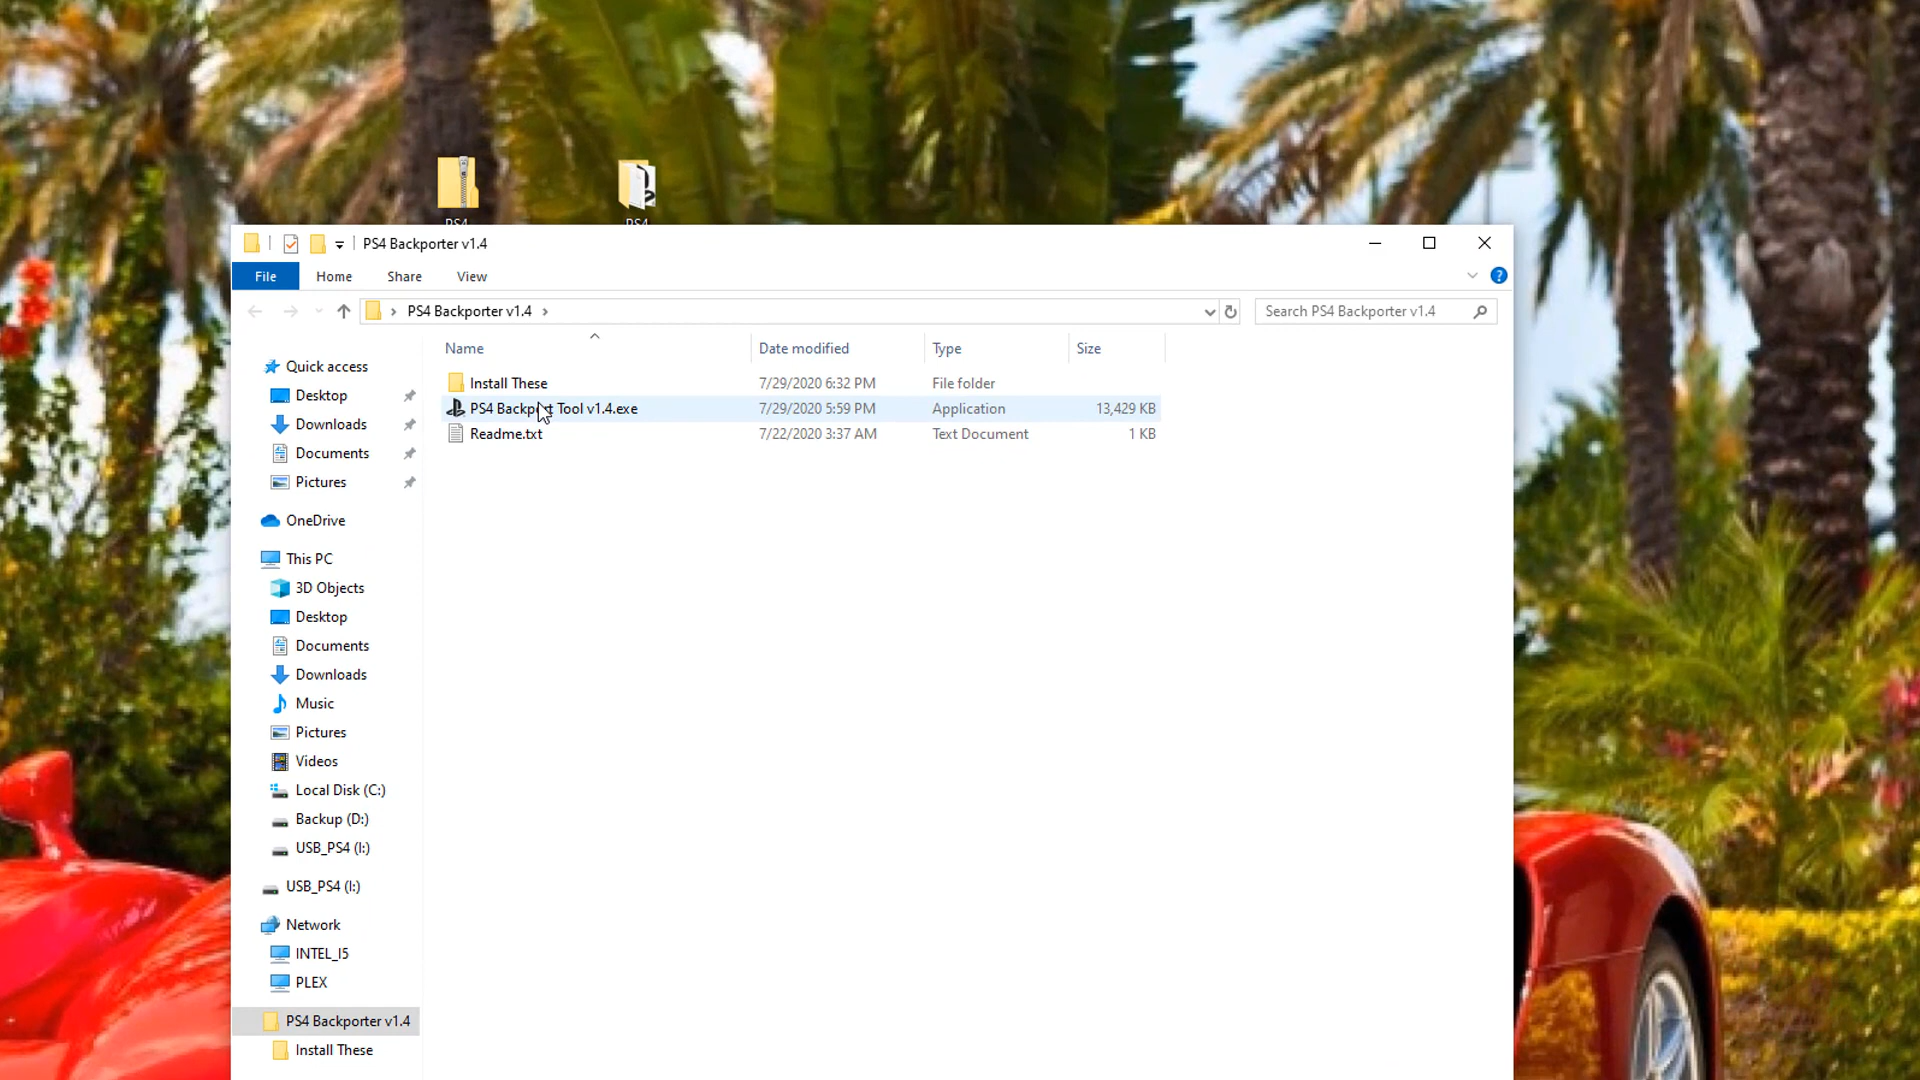 PS4
PS4
PS4 Backporter v1.4
File
Home
Share
View
PS4 Backporter v1.4
Search PS4 Backporter v1.4
Name
Date modified
Type
Size
Install These
7/29/2020 6:32 PM
File folder
PS4 Backport Tool v1.4.exe
7/29/2020 5:59 PM
Application
13,429 KB
Readme.txt
7/22/2020 3:37 AM
Text Document
1 KB
Quick access
Desktop
Downloads
Documents
Pictures
OneDrive
This PC
3D Objects
Desktop
Documents
Downloads
Music
Pictures
Videos
Local Disk (C:)
Backup (D:)
USB_PS4 (I:)
USB_PS4 (I:)
Network
INTEL_I5
PLEX
PS4 Backporter v1.4
Install These